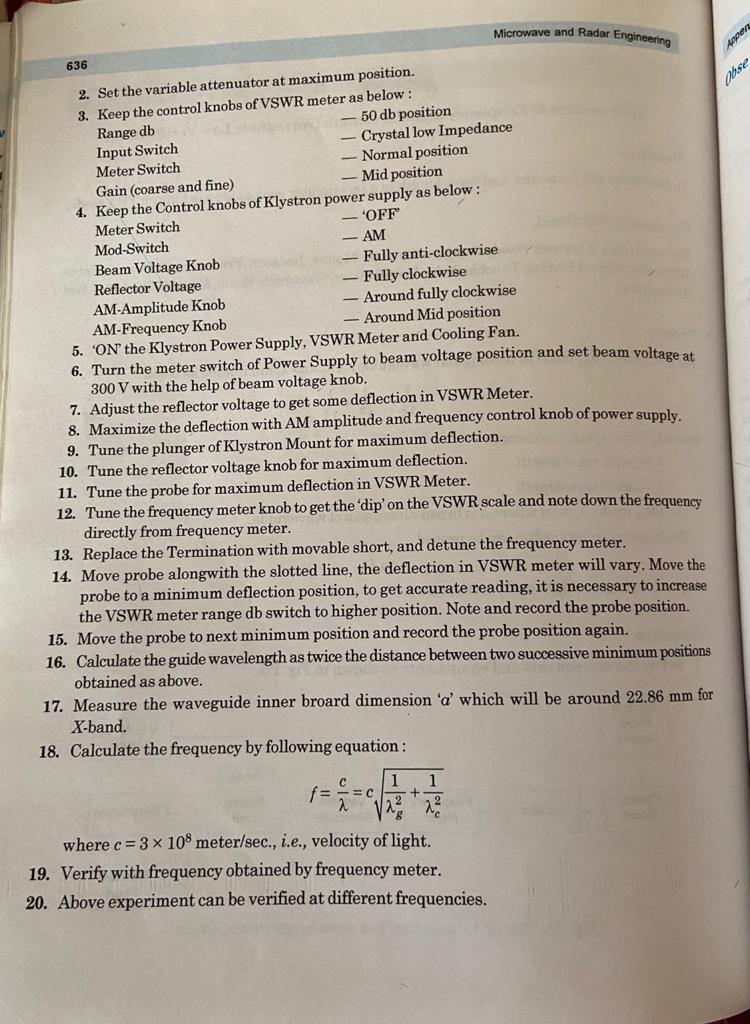 Microwave and Radar Engineering
636
2. Set the variable attenuator at maximum position.
3. Keep the control knobs of VSWR meter as below :
Range db — 50 db position
Input Switch — Crystal low Impedance
Meter Switch — Normal position
Gain (coarse and fine) — Mid position
4. Keep the Control knobs of Klystron power supply as below :
Meter Switch — 'OFF'
Mod-Switch — AM
Beam Voltage Knob — Fully anti-clockwise
Reflector Voltage — Fully clockwise
AM-Amplitude Knob — Around fully clockwise
AM-Frequency Knob — Around Mid position
5. 'ON' the Klystron Power Supply, VSWR Meter and Cooling Fan.
6. Turn the meter switch of Power Supply to beam voltage position and set beam voltage at
300 V with the help of beam voltage knob.
7. Adjust the reflector voltage to get some deflection in VSWR Meter.
8. Maximize the deflection with AM amplitude and frequency control knob of power supply.
9. Tune the plunger of Klystron Mount for maximum deflection.
10. Tune the reflector voltage knob for maximum deflection.
11. Tune the probe for maximum deflection in VSWR Meter.
12. Tune the frequency meter knob to get the 'dip' on the VSWR scale and note down the frequency
directly from frequency meter.
13. Replace the Termination with movable short, and detune the frequency meter.
14. Move probe alongwith the slotted line, the deflection in VSWR meter will vary. Move the
probe to a minimum deflection position, to get accurate reading, it is necessary to increase
the VSWR meter range db switch to higher position. Note and record the probe position.
15. Move the probe to next minimum position and record the probe position again.
16. Calculate the guide wavelength as twice the distance between two successive minimum positions
obtained as above.
17. Measure the waveguide inner broard dimension 'a' which will be around 22.86 mm for
X-band.
18. Calculate the frequency by following equation :
f = c/λ = c √(1/λg² + 1/λc²)
where c = 3 × 10⁸ meter/sec., i.e., velocity of light.
19. Verify with frequency obtained by frequency meter.
20. Above experiment can be verified at different frequencies.
Appen
Obse